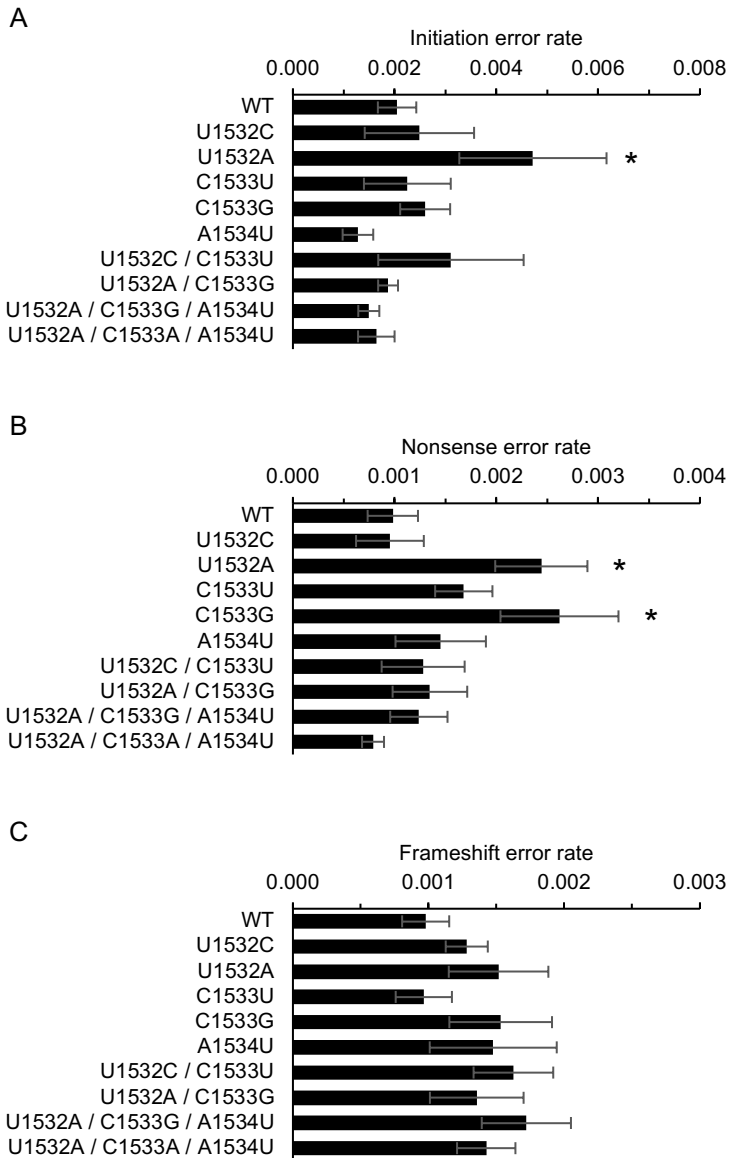 A
Initiation error rate
0.000 0.002 0.004 0.006 0.008
WT
U1532C
U1532A *
C1533U
C1533G
A1534U
U1532C / C1533U
U1532A / C1533G
U1532A / C1533G / A1534U
U1532A / C1533A / A1534U
B
Nonsense error rate
0.000 0.001 0.002 0.003 0.004
WT
U1532C
U1532A *
C1533U
C1533G *
A1534U
U1532C / C1533U
U1532A / C1533G
U1532A / C1533G / A1534U
U1532A / C1533A / A1534U
C
Frameshift error rate
0.000 0.001 0.002 0.003
WT
U1532C
U1532A
C1533U
C1533G
A1534U
U1532C / C1533U
U1532A / C1533G
U1532A / C1533G / A1534U
U1532A / C1533A / A1534U